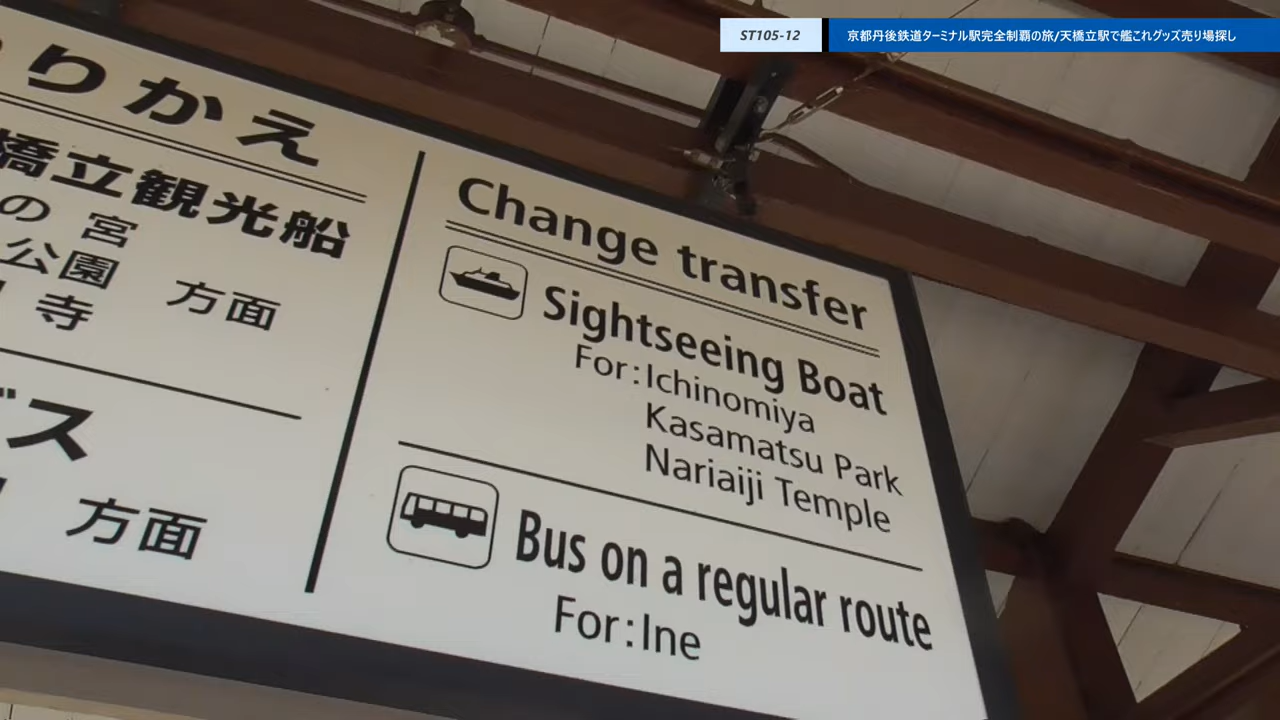 ST105-12
京都丹後鉄道ターミナル駅完全制覇の旅/天橋立駅で艦これグッズ売り場探し
りかえ
橋立観光船
の宮
公園 方面
寺
バス
方面
Change transfer
Sightseeing Boat
For:Ichinomiya
Kasamatsu Park
Nariaiji Temple
Bus on a regular route
For:Ine